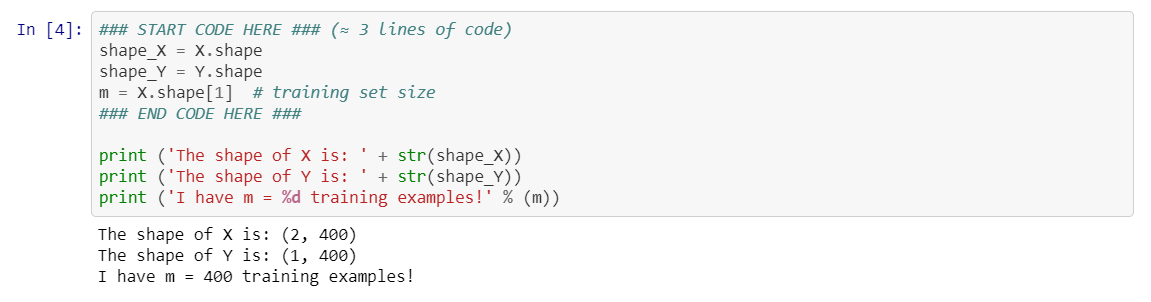 In [4]: ### START CODE HERE ### (≈ 3 lines of code)
shape_X = X.shape
shape_Y = Y.shape
m = X.shape[1]  # training set size
### END CODE HERE ###
print ('The shape of X is: ' + str(shape_X))
print ('The shape of Y is: ' + str(shape_Y))
print ('I have m = %d training examples!' % (m))
The shape of X is: (2, 400)
The shape of Y is: (1, 400)
I have m = 400 training examples!